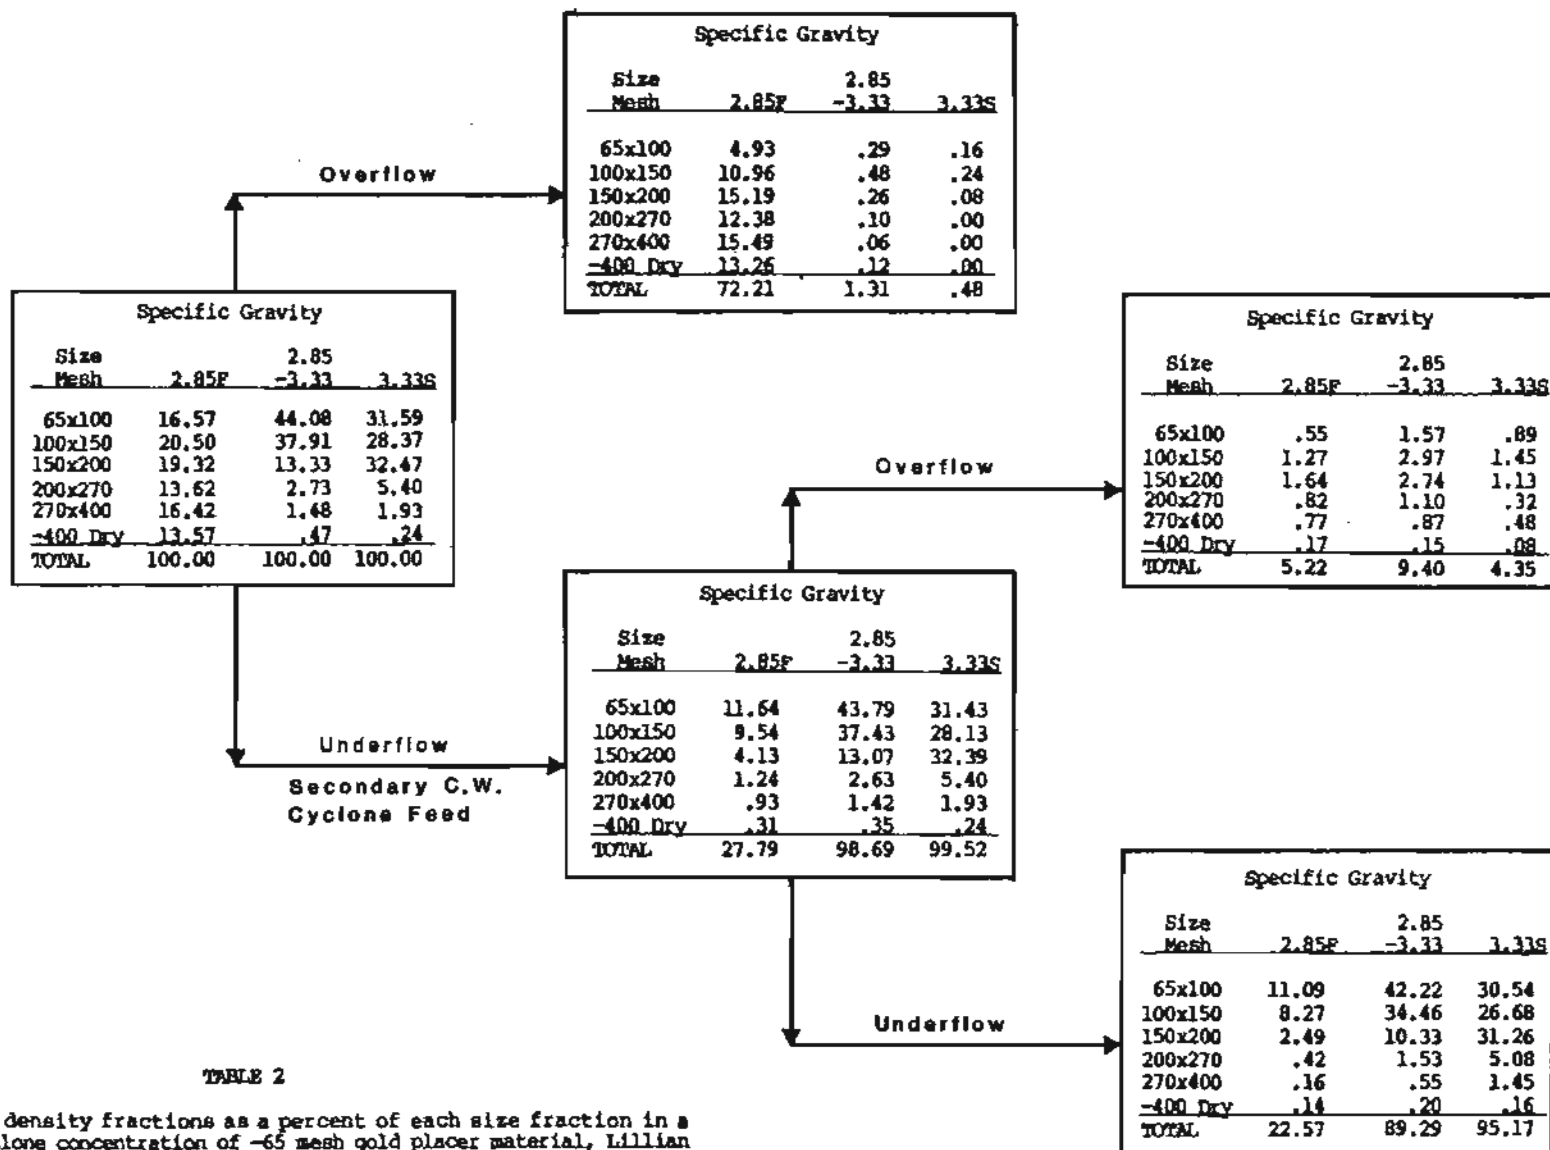 Specific Gravity
Size 2.85
Mesh 2.85F -3.33 3.33S
65x100 4.93 .29 .16
100x150 10.96 .48 .24
150x200 15.19 .26 .08
200x270 12.38 .10 .00
270x400 15.49 .06 .00
-400 Dry 13.26 .12 .00
TOTAL 72.21 1.31 .48
Overflow
Specific Gravity
Size 2.85
Mesh 2.85F -3.33 3.33S
65x100 16.57 44.08 31.59
100x150 20.50 37.91 28.37
150x200 19.32 13.33 32.47
200x270 13.62 2.73 5.40
270x400 16.42 1.48 1.93
-400 Dry 13.57 .47 .24
TOTAL 100.00 100.00 100.00
Underflow
Secondary C.W.
Cyclone Feed
Specific Gravity
Size 2.85
Mesh 2.85F -3.33 3.33S
65x100 11.64 43.79 31.43
100x150 9.54 37.43 28.13
150x200 4.13 13.07 32.39
200x270 1.24 2.63 5.40
270x400 .93 1.42 1.93
-400 Dry .31 .35 .24
TOTAL 27.79 98.69 99.52
Overflow
Specific Gravity
Size 2.85
Mesh 2.85F -3.33 3.33S
65x100 .55 1.57 .89
100x150 1.27 2.97 1.45
150x200 1.64 2.74 1.13
200x270 .82 1.10 .32
270x400 .77 .87 .48
-400 Dry .17 .15 .08
TOTAL 5.22 9.40 4.35
Underflow
Specific Gravity
Size 2.85
Mesh 2.85F -3.33 3.33S
65x100 11.09 42.22 30.54
100x150 8.27 34.46 26.68
150x200 2.49 10.33 31.26
200x270 .42 1.53 5.08
270x400 .16 .55 1.45
-400 Dry .14 .20 .16
TOTAL 22.57 89.29 95.17
TABLE 2
density fractions as a percent of each size fraction in a
lone concentration of -65 mesh gold placer material, Lillian